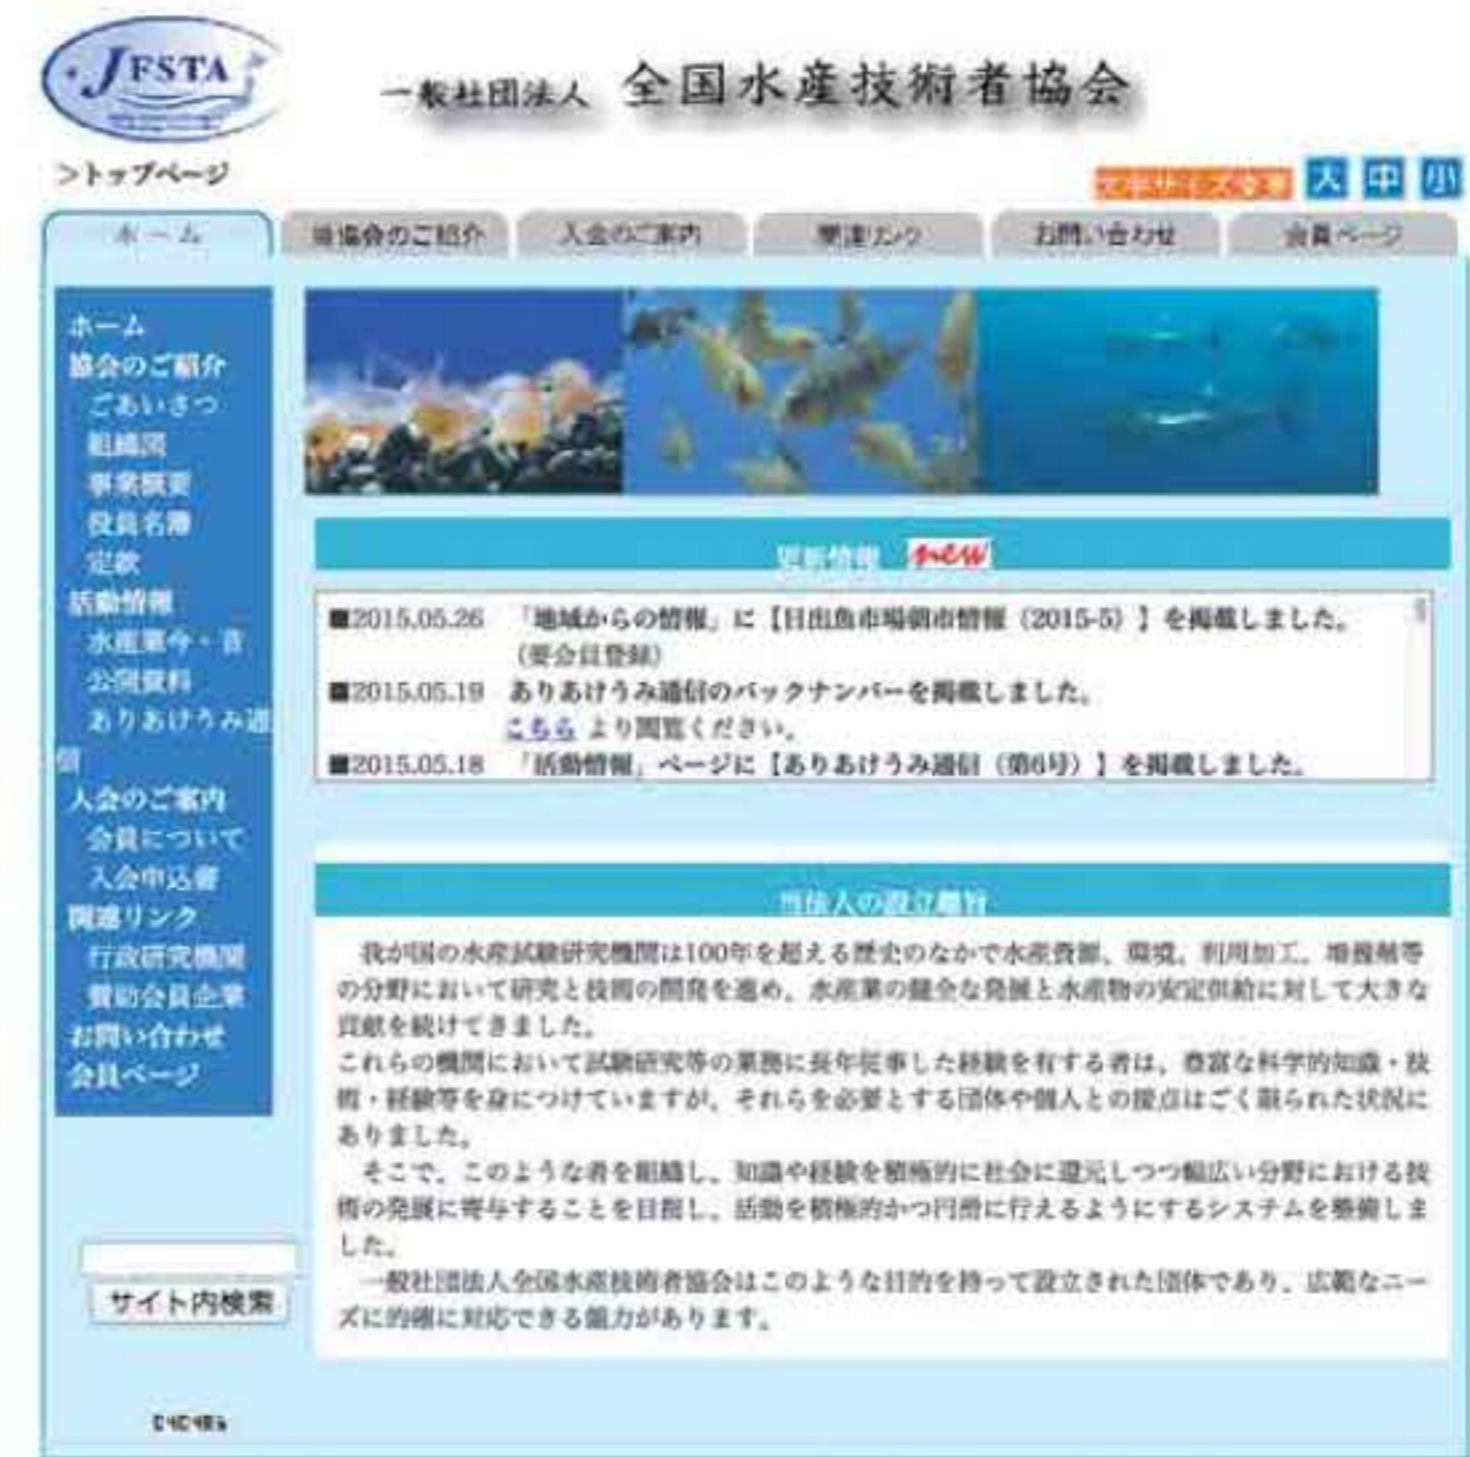 JFSTA
一般社団法人 全国水産技術者協会
>トップページ
文字サイズ変更 大 中 小
ホーム 当協会のご紹介 入会のご案内 関連リンク お問い合わせ 会員ページ
ホーム
協会のご紹介
ごあいさつ
組織図
事業概要
役員名簿
定款
活動情報
水産業今・昔
公開資料
ありあけうみ通
信
入会のご案内
会員について
入会申込書
関連リンク
行政研究機関
賛助会員企業
お問い合わせ
会員ページ
サイト内検索
更新情報 new
■2015.05.26 「地域からの情報」に【日出魚市場朝市情報（2015-5）】を掲載しました。
（要会員登録）
■2015.05.19 ありあけうみ通信のバックナンバーを掲載しました。
こちら より閲覧ください。
■2015.05.18 「活動情報」ページに【ありあけうみ通信（第6号）】を掲載しました。
当法人の設立趣旨
我が国の水産試験研究機関は100年を超える歴史のなかで水産資源、環境、利用加工、増養殖等
の分野において研究と技術の開発を進め、水産業の健全な発展と水産物の安定供給に対して大きな
貢献を続けてきました。
これらの機関において試験研究等の業務に長年従事した経験を有する者は、豊富な科学的知識・技
術・経験等を身につけていますが、それらを必要とする団体や個人との接点はごく限られた状況に
ありました。
そこで、このような者を組織し、知識や経験を積極的に社会に還元しつつ幅広い分野における技
術の発展に寄与することを目指し、活動を積極的かつ円滑に行えるようにするシステムを整備しま
した。
一般社団法人全国水産技術者協会はこのような目的を持って設立された団体であり、広範なニー
ズに的確に対応できる能力があります。